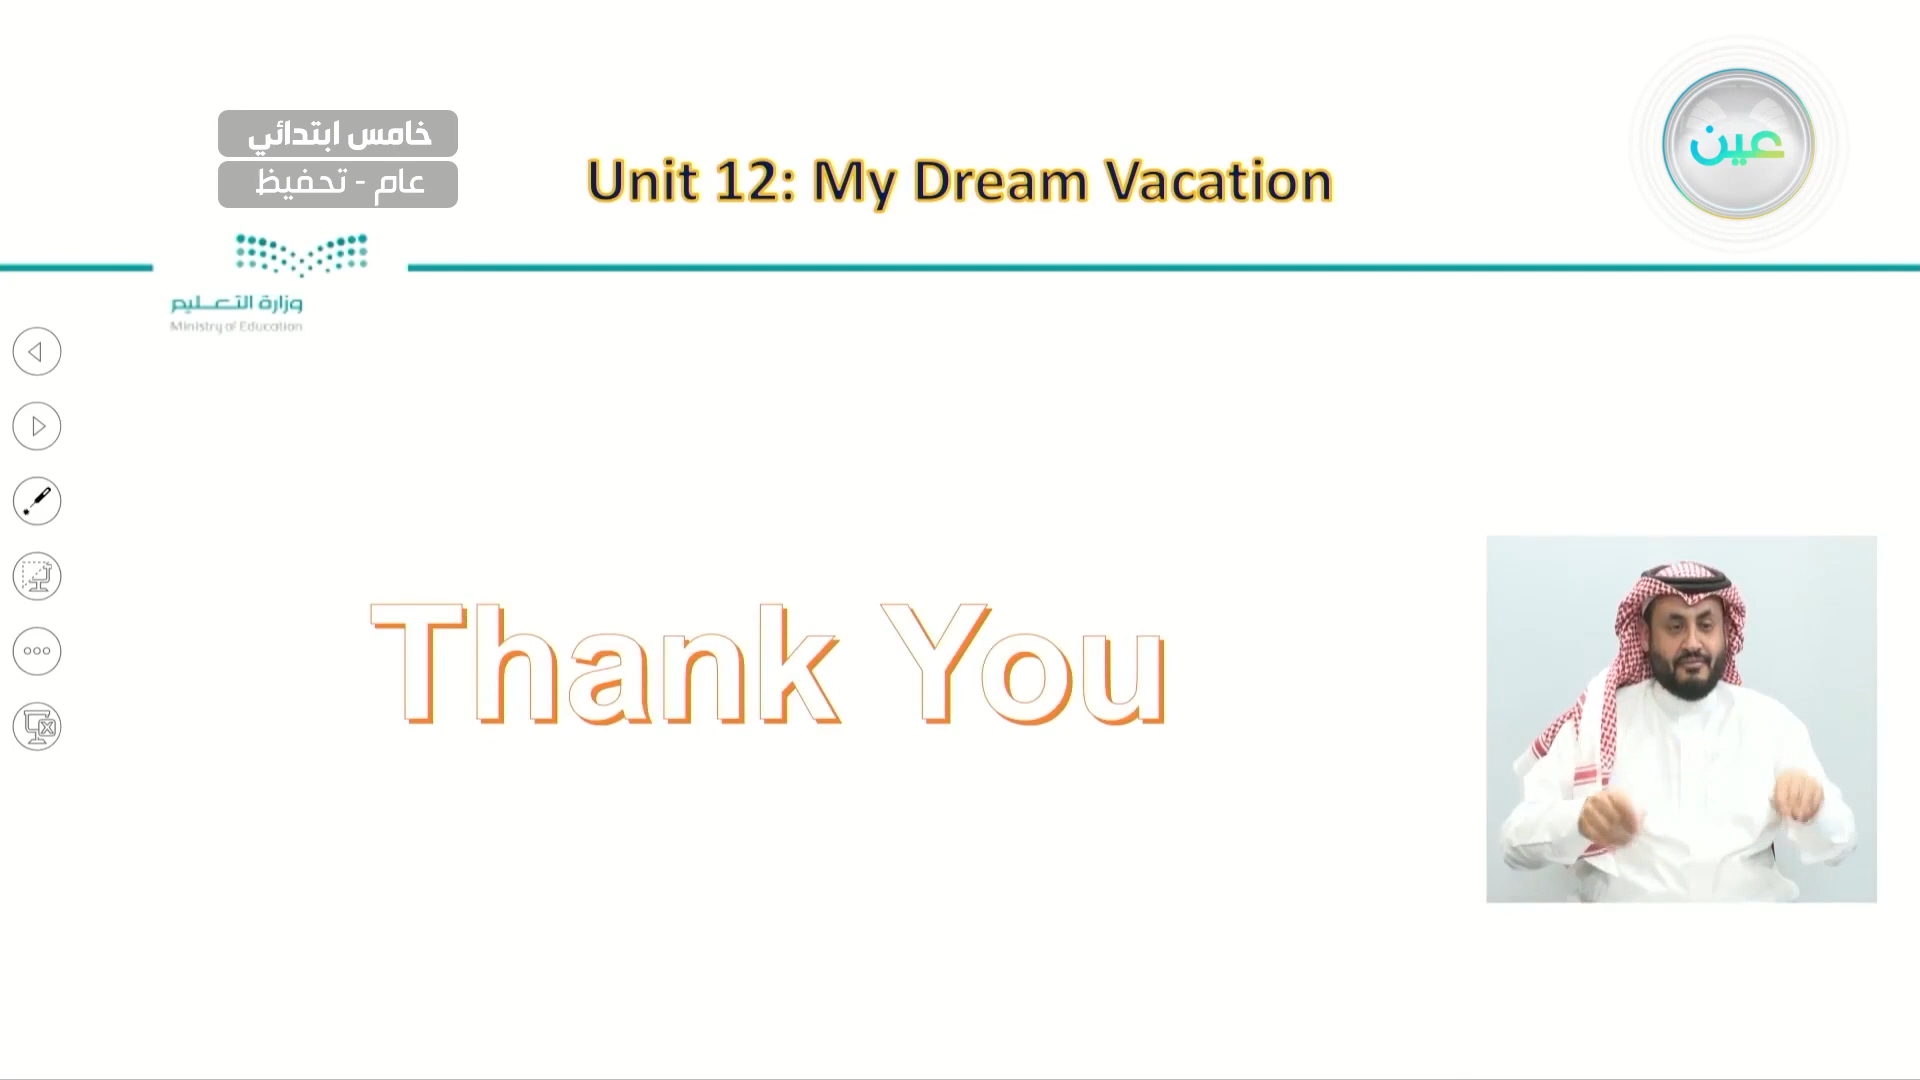 خامس ابتدائي
عام - تحفيظ
Unit 12: My Dream Vacation
عين
وزارة التعليم
Ministry of Education
Thank You